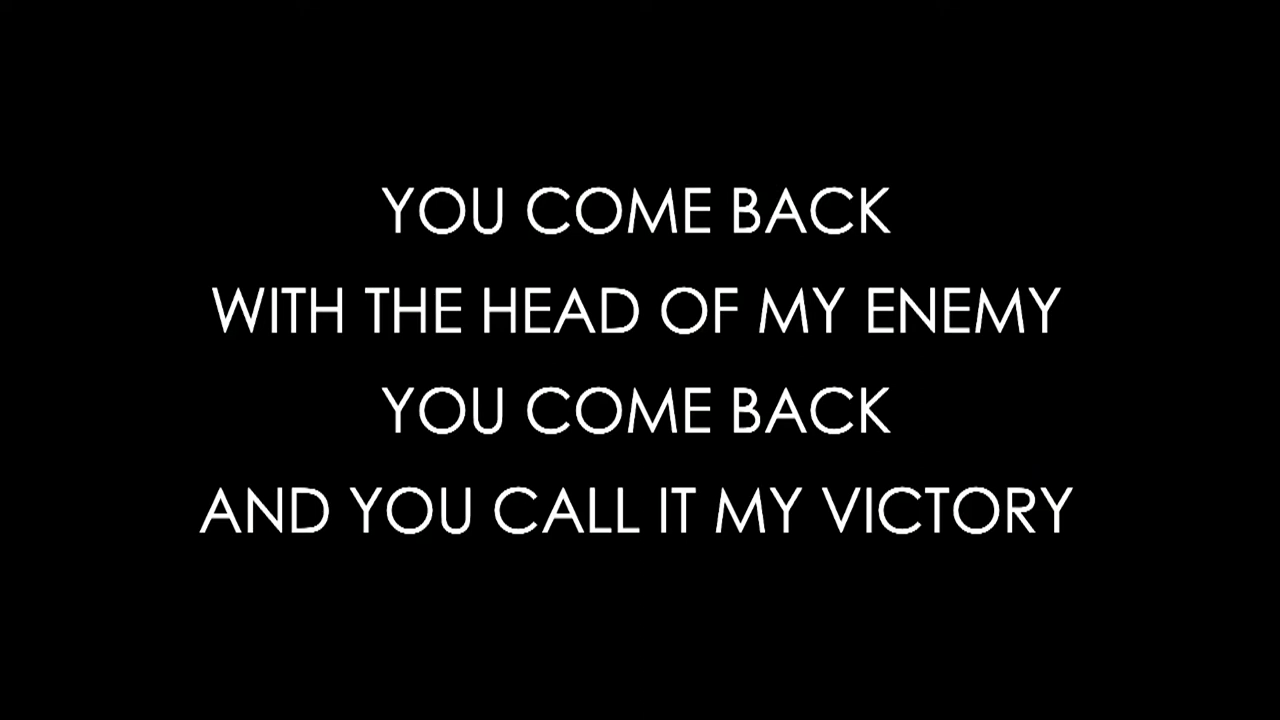 YOU COME BACK
WITH THE HEAD OF MY ENEMY
YOU COME BACK
AND YOU CALL IT MY VICTORY